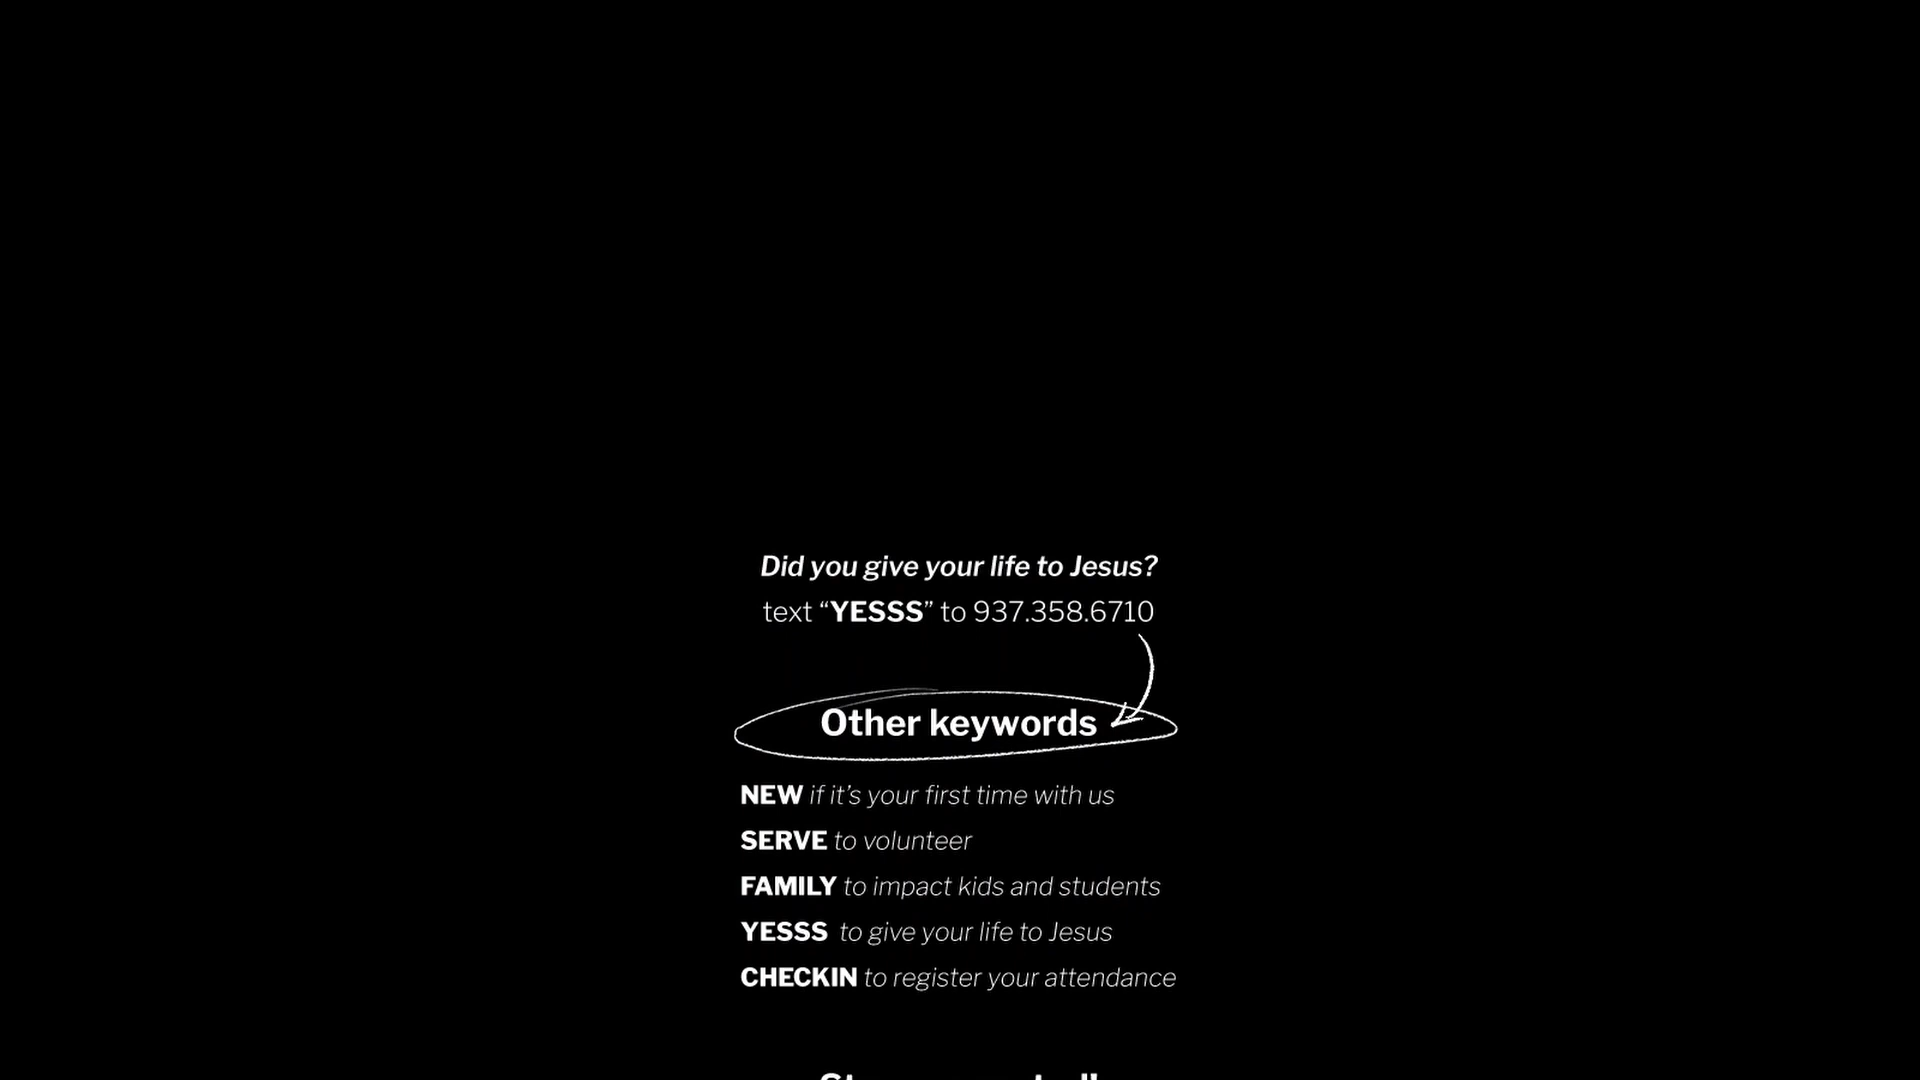 Did you give your life to Jesus?
text “YESSS” to 937.358.6710
Other keywords
NEW if it’s your first time with us
SERVE to volunteer
FAMILY to impact kids and students
YESSS to give your life to Jesus
CHECKIN to register your attendance